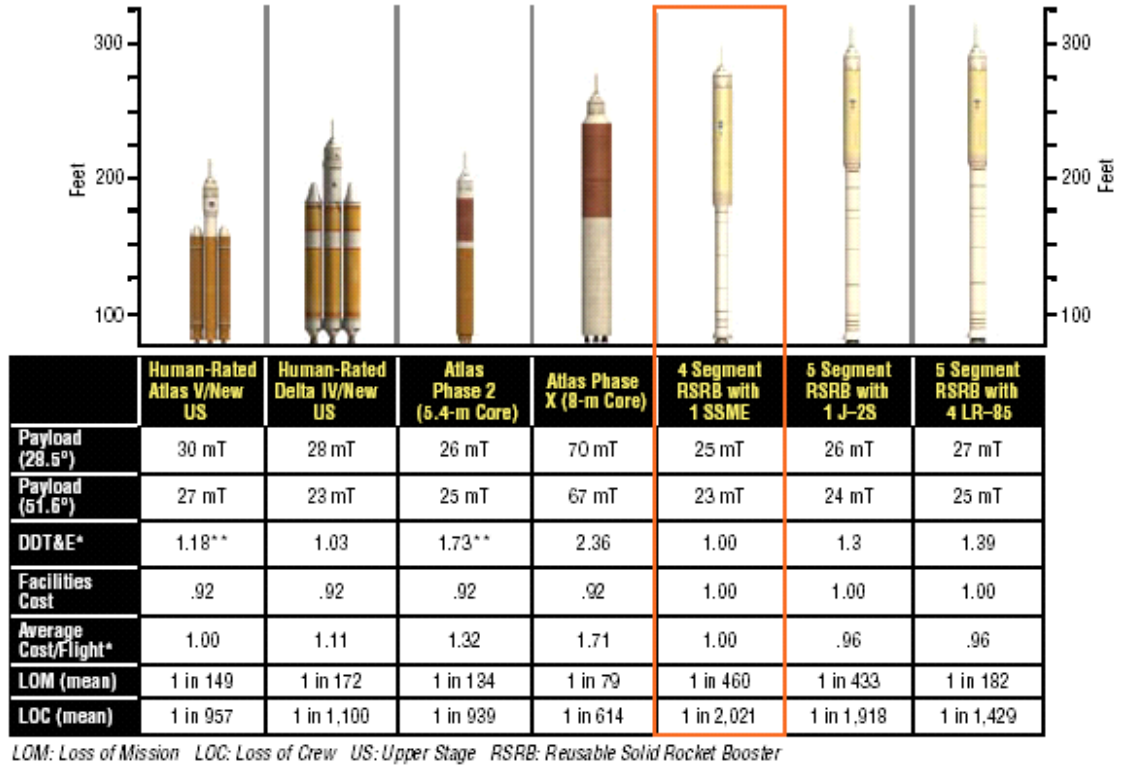 300
300
200
200
100
100
Feet
Feet
Human-Rated Atlas V/New US
Human-Rated Delta IV/New US
Atlas Phase 2 (5.4-m Core)
Atlas Phase X (8-m Core)
4 Segment RSRB with 1 SSME
5 Segment RSRB with 1 J–2S
5 Segment RSRB with 4 LR–85
Payload (28.5°) 30 mT 28 mT 26 mT 70 mT 25 mT 26 mT 27 mT
Payload (51.6°) 27 mT 23 mT 25 mT 67 mT 23 mT 24 mT 25 mT
DDT&E* 1.18** 1.03 1.73** 2.36 1.00 1.3 1.39
Facilities Cost .92 .92 .92 .92 1.00 1.00 1.00
Average Cost/Flight* 1.00 1.11 1.32 1.71 1.00 .96 .96
LOM (mean) 1 in 149 1 in 172 1 in 134 1 in 79 1 in 460 1 in 433 1 in 182
LOC (mean) 1 in 957 1 in 1,100 1 in 939 1 in 614 1 in 2,021 1 in 1,918 1 in 1,429
LOM: Loss of Mission LOC: Loss of Crew US: Upper Stage RSRB: Reusable Solid Rocket Booster